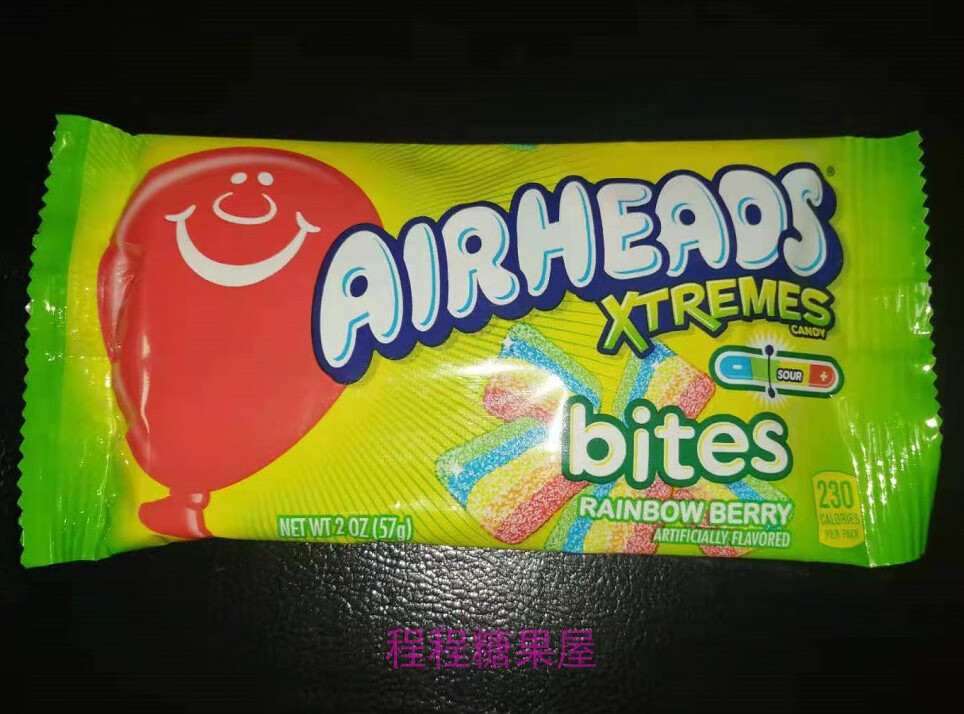 AIRHEADS®
XTREMES
CANDY
- SOUR +
bites
RAINBOW BERRY
ARTIFICIALLY FLAVORED
230
CALORIES
PER PACK
NET WT 2 OZ (57g)
程程糖果屋